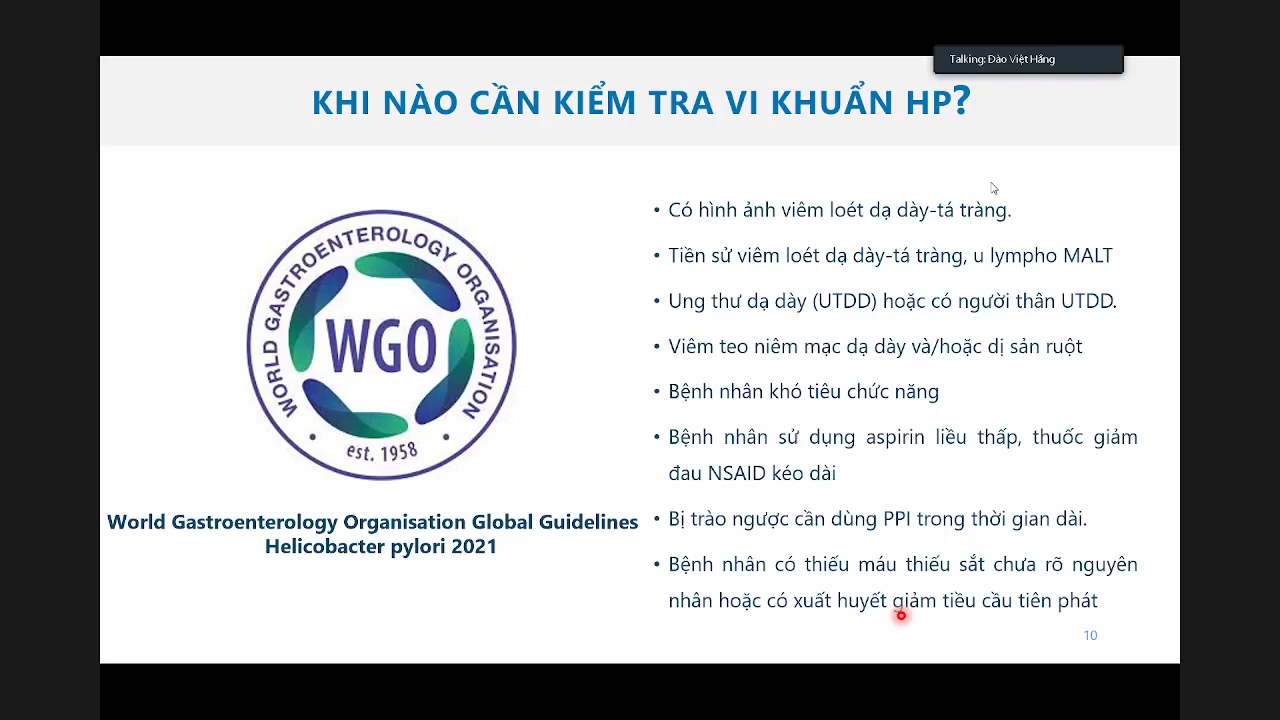 Talking: Đào Việt Hằng
KHI NÀO CẦN KIỂM TRA VI KHUẨN HP?
WORLD GASTROENTEROLOGY ORGANISATION
WGO
est. 1958
World Gastroenterology Organisation Global Guidelines
Helicobacter pylori 2021
• Có hình ảnh viêm loét dạ dày-tá tràng.
• Tiền sử viêm loét dạ dày-tá tràng, u lympho MALT
• Ung thư dạ dày (UTDD) hoặc có người thân UTDD.
• Viêm teo niêm mạc dạ dày và/hoặc dị sản ruột
• Bệnh nhân khó tiêu chức năng
• Bệnh nhân sử dụng aspirin liều thấp, thuốc giảm
đau NSAID kéo dài
• Bị trào ngược cần dùng PPI trong thời gian dài.
• Bệnh nhân có thiếu máu thiếu sắt chưa rõ nguyên
nhân hoặc có xuất huyết giảm tiều cầu tiên phát
10